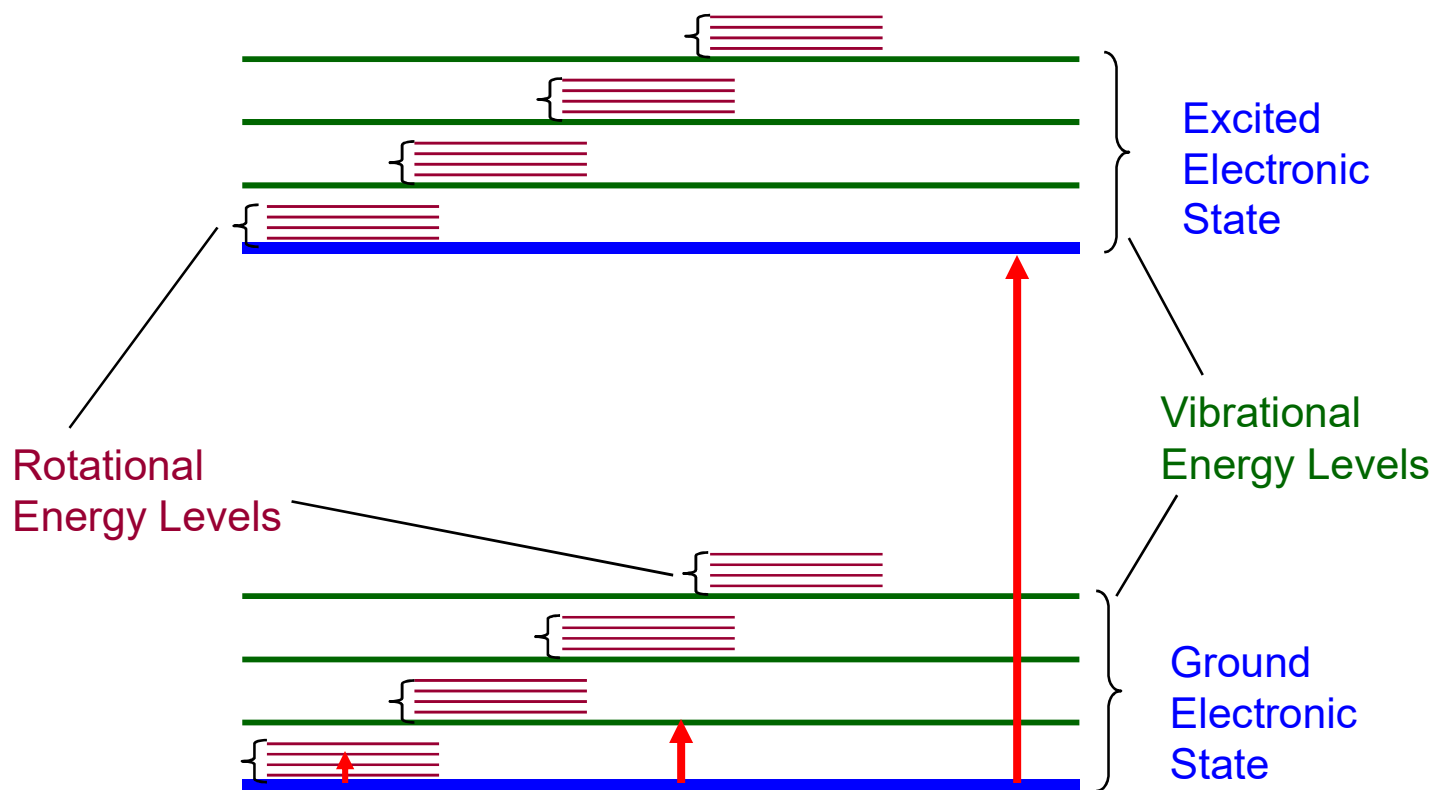 Excited
Electronic
State
Vibrational
Energy Levels
Rotational
Energy Levels
Ground
Electronic
State